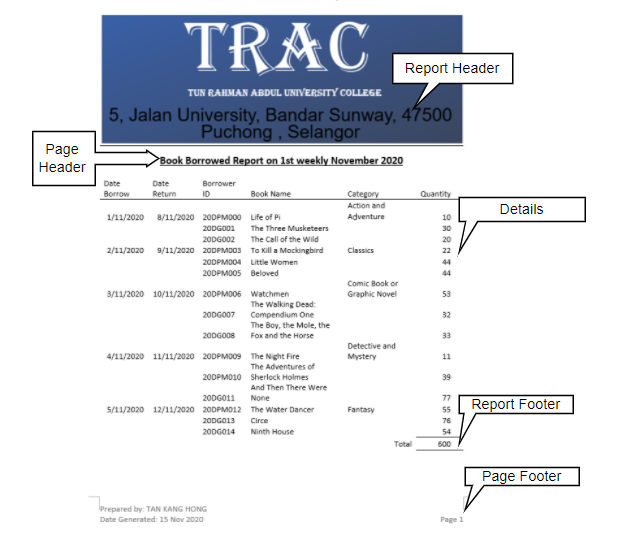 TRAC
Report Header
TUN RAHMAN ABDUL UNIVERSITY COLLEGE
5, Jalan University, Bandar Sunway, 47500
Puchong , Selangor
Page
Header
Book Borrowed Report on 1st weekly November 2020
Date Date Borrower
Borrow Return ID Book Name Category Quantity
Action and
1/11/2020 8/11/2020 20DPM000 Life of Pi Adventure 10
Details
20DG001 The Three Musketeers 30
20DG002 The Call of the Wild 20
2/11/2020 9/11/2020 20DPM003 To Kill a Mockingbird Classics 22
20DPM004 Little Women 44
20DPM005 Beloved 44
Comic Book or
3/11/2020 10/11/2020 20DPM006 Watchmen Graphic Novel 53
The Walking Dead:
20DG007 Compendium One 32
The Boy, the Mole, the
20DG008 Fox and the Horse 33
Detective and
4/11/2020 11/11/2020 20DPM009 The Night Fire Mystery 11
The Adventures of
20DPM010 Sherlock Holmes 39
And Then There Were
20DG011 None 77
Report Footer
5/11/2020 12/11/2020 20DPM012 The Water Dancer Fantasy 55
20DG013 Circe 76
20DG014 Ninth House 54
Total 600
Page Footer
Prepared by: TAN KANG HONG
Date Generated: 15 Nov 2020 Page 1